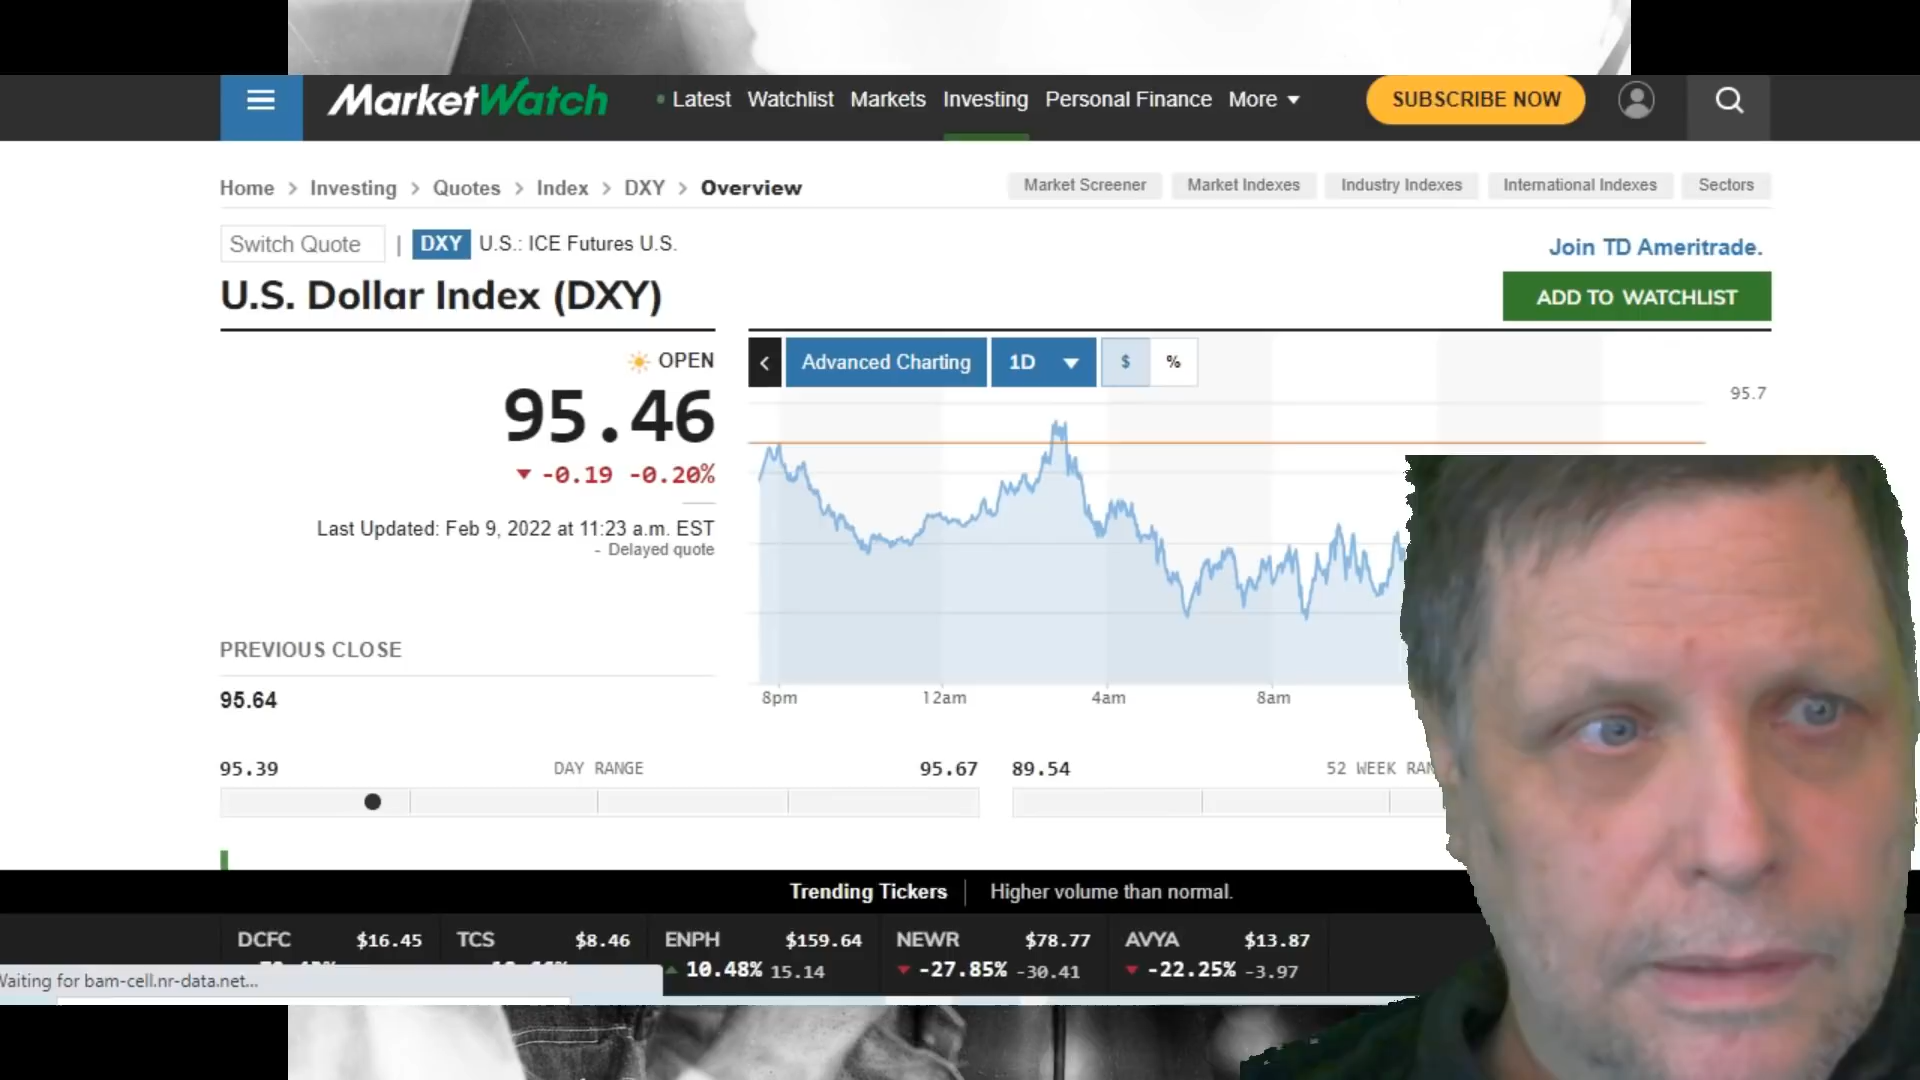 MarketWatch
Latest Watchlist Markets Investing Personal Finance More
SUBSCRIBE NOW
Home > Investing > Quotes > Index > DXY > Overview
Market Screener Market Indexes Industry Indexes International Indexes Sectors
Switch Quote | DXY U.S.: ICE Futures U.S.
Join TD Ameritrade.
U.S. Dollar Index (DXY)
ADD TO WATCHLIST
OPEN
95.46
-0.19 -0.20%
Last Updated: Feb 9, 2022 at 11:23 a.m. EST
- Delayed quote
Advanced Charting 1D $ %
95.7
8pm 12am 4am 8am
PREVIOUS CLOSE
95.64
95.39 DAY RANGE 95.67
89.54 52 WEEK
Trending Tickers | Higher volume than normal.
DCFC $16.45 TCS $8.46 ENPH $159.64 NEWR $78.77 AVYA $13.87
10.48% 15.14 -27.85% -30.41 -22.25% -3.97
for bam-cell.nr-data.net...